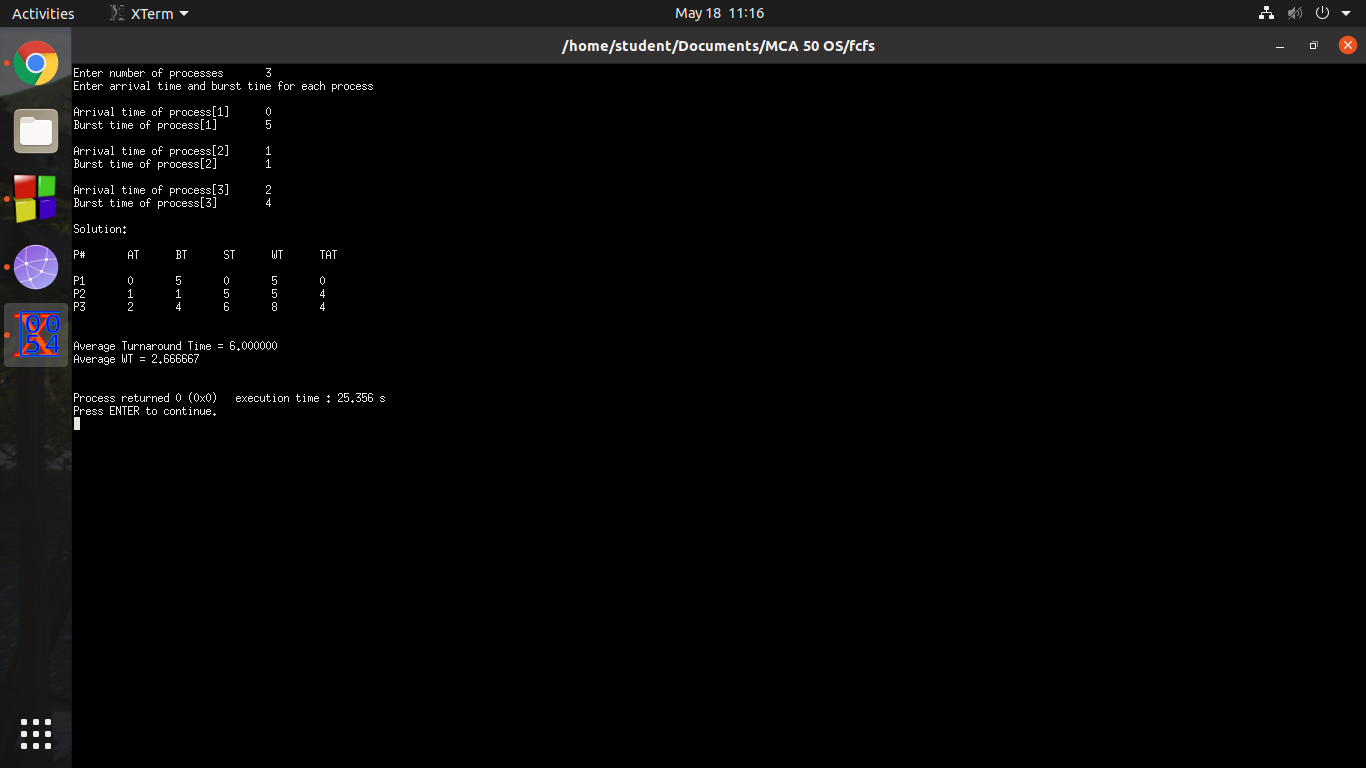 Activities XTerm May 18 11:16
/home/student/Documents/MCA 50 OS/fcfs
Enter number of processes 3
Enter arrival time and burst time for each process
Arrival time of process[1] 0
Burst time of process[1] 5
Arrival time of process[2] 1
Burst time of process[2] 1
Arrival time of process[3] 2
Burst time of process[3] 4
Solution:
P# AT BT ST WT TAT
P1 0 5 0 5 0
P2 1 1 5 5 4
P3 2 4 6 8 4
Average Turnaround Time = 6.000000
Average WT = 2.666667
Process returned 0 (0x0) execution time : 25.356 s
Press ENTER to continue.
00
54